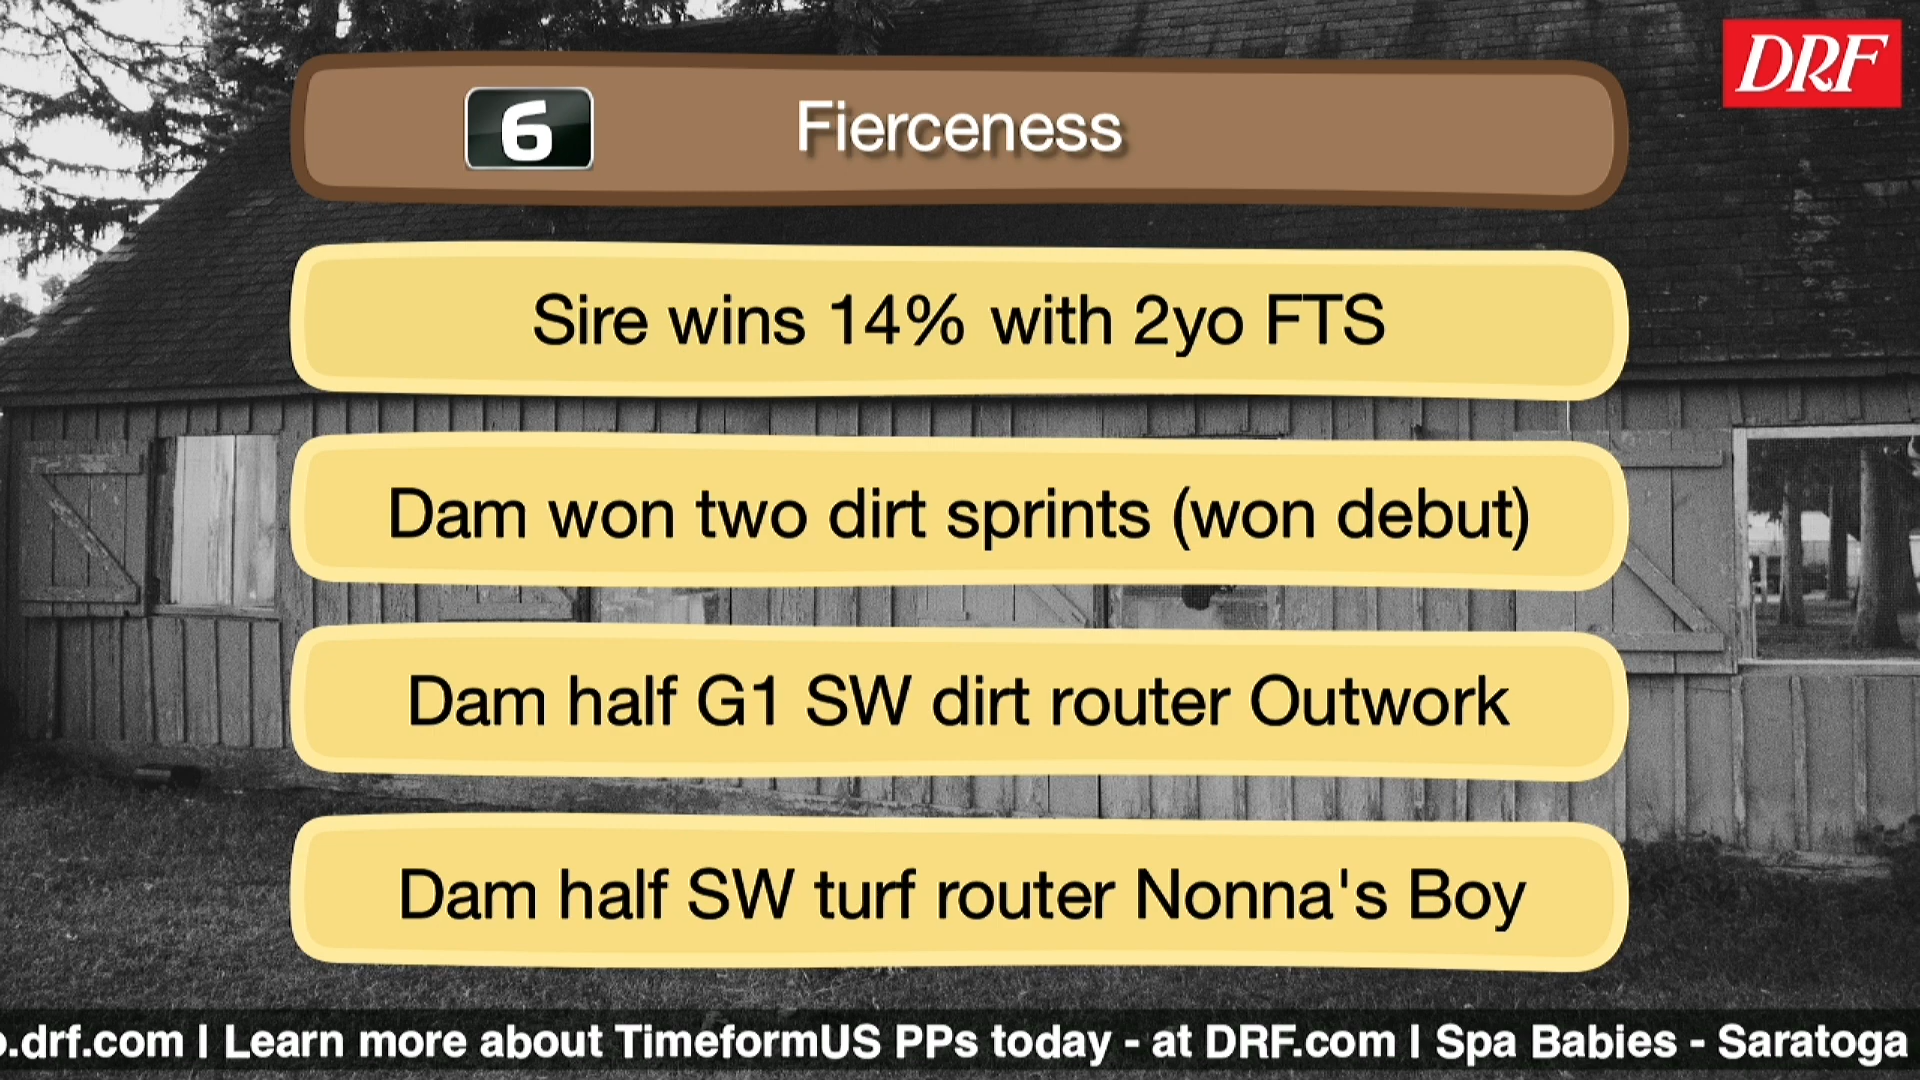 DRF
6 Fierceness
Sire wins 14% with 2yo FTS
Dam won two dirt sprints (won debut)
Dam half G1 SW dirt router Outwork
Dam half SW turf router Nonna's Boy
.drf.com | Learn more about TimeformUS PPs today - at DRF.com | Spa Babies - Saratoga